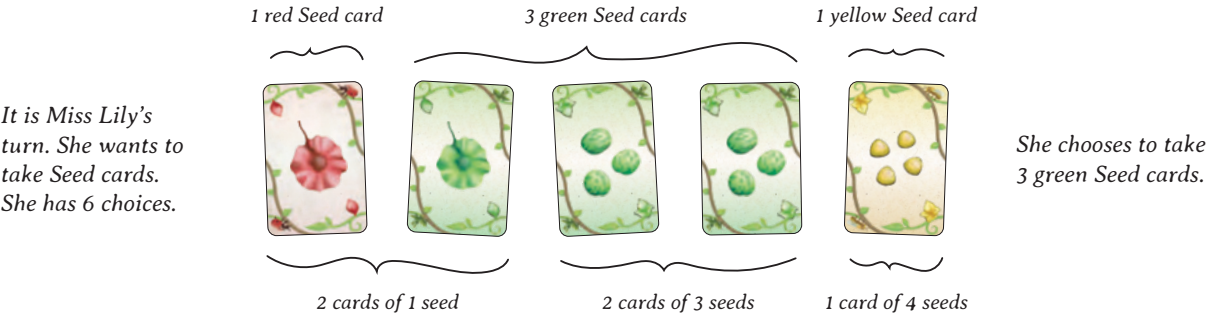 1 red Seed card
3 green Seed cards
1 yellow Seed card
It is Miss Lily's
turn. She wants to
take Seed cards.
She has 6 choices.
She chooses to take
3 green Seed cards.
2 cards of 1 seed
2 cards of 3 seeds
1 card of 4 seeds